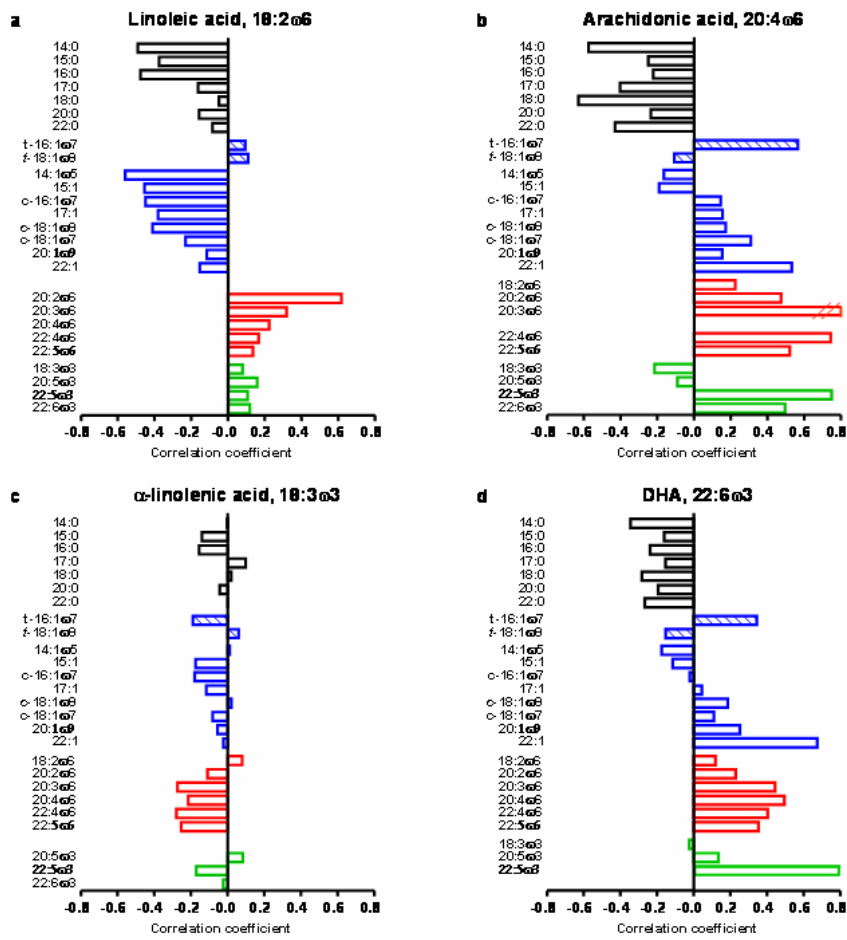 a
Linoleic acid, 18:2ω6
14:0
15:0
16:0
17:0
18:0
20:0
22:0
t-16:1ω7
t-18:1ω9
14:1ω5
15:1
c-16:1ω7
17:1
c-18:1ω9
c-18:1ω7
20:1ω9
22:1
20:2ω6
20:3ω6
20:4ω6
22:4ω6
22:5ω6
18:3ω3
20:5ω3
22:5ω3
22:6ω3
-0.8 -0.6 -0.4 -0.2 -0.0 0.2 0.4 0.6 0.8
Correlation coefficient
b
Arachidonic acid, 20:4ω6
14:0
15:0
16:0
17:0
18:0
20:0
22:0
t-16:1ω7
t-18:1ω9
14:1ω5
15:1
c-16:1ω7
17:1
c-18:1ω9
c-18:1ω7
20:1ω9
22:1
18:2ω6
20:2ω6
20:3ω6
22:4ω6
22:5ω6
18:3ω3
20:5ω3
22:5ω3
22:6ω3
-0.8 -0.6 -0.4 -0.2 -0.0 0.2 0.4 0.6 0.8
Correlation coefficient
c
α-linolenic acid, 18:3ω3
14:0
15:0
16:0
17:0
18:0
20:0
22:0
t-16:1ω7
t-18:1ω9
14:1ω5
15:1
c-16:1ω7
17:1
c-18:1ω9
c-18:1ω7
20:1ω9
22:1
18:2ω6
20:2ω6
20:3ω6
20:4ω6
22:4ω6
22:5ω6
20:5ω3
22:5ω3
22:6ω3
-0.8 -0.6 -0.4 -0.2 -0.0 0.2 0.4 0.6 0.8
Correlation coefficient
d
DHA, 22:6ω3
14:0
15:0
16:0
17:0
18:0
20:0
22:0
t-16:1ω7
t-18:1ω9
14:1ω5
15:1
c-16:1ω7
17:1
c-18:1ω9
c-18:1ω7
20:1ω9
22:1
18:2ω6
20:2ω6
20:3ω6
20:4ω6
22:4ω6
22:5ω6
18:3ω3
20:5ω3
22:5ω3
-0.8 -0.6 -0.4 -0.2 -0.0 0.2 0.4 0.6 0.8
Correlation coefficient